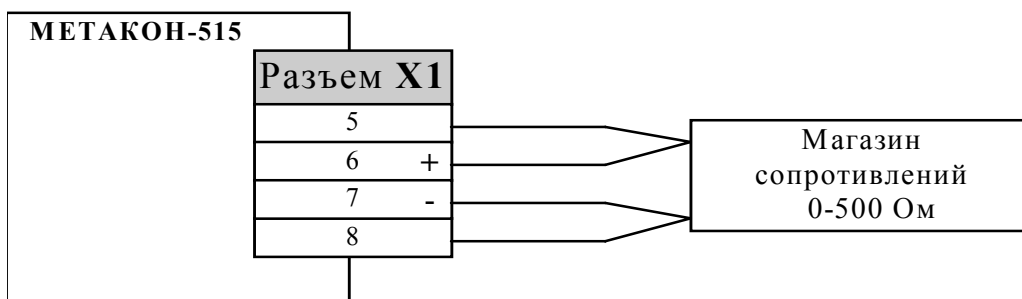 МЕТАКОН-515
Разъем X1
5
6 +
7 -
8
Магазин
сопротивлений
0-500 Ом